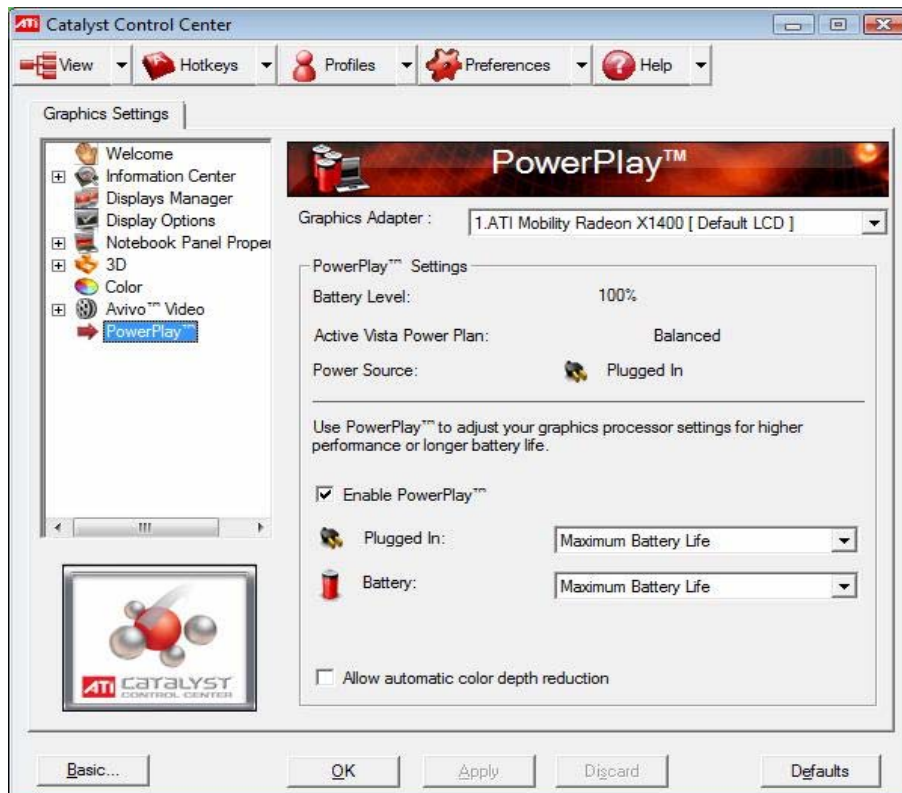 ATI Catalyst Control Center
View Hotkeys Profiles Preferences Help
Graphics Settings
Welcome
Information Center
Displays Manager
Display Options
Notebook Panel Proper
3D
Color
Avivo™ Video
PowerPlay™
PowerPlay™
Graphics Adapter : 1.ATI Mobility Radeon X1400 [ Default LCD ]
PowerPlay™ Settings
Battery Level: 100%
Active Vista Power Plan: Balanced
Power Source: Plugged In
Use PowerPlay™ to adjust your graphics processor settings for higher
performance or longer battery life.
Enable PowerPlay™
Plugged In: Maximum Battery Life
Battery: Maximum Battery Life
Allow automatic color depth reduction
ATI CATALYST
CONTROL CENTER
Basic... OK Apply Discard Defaults